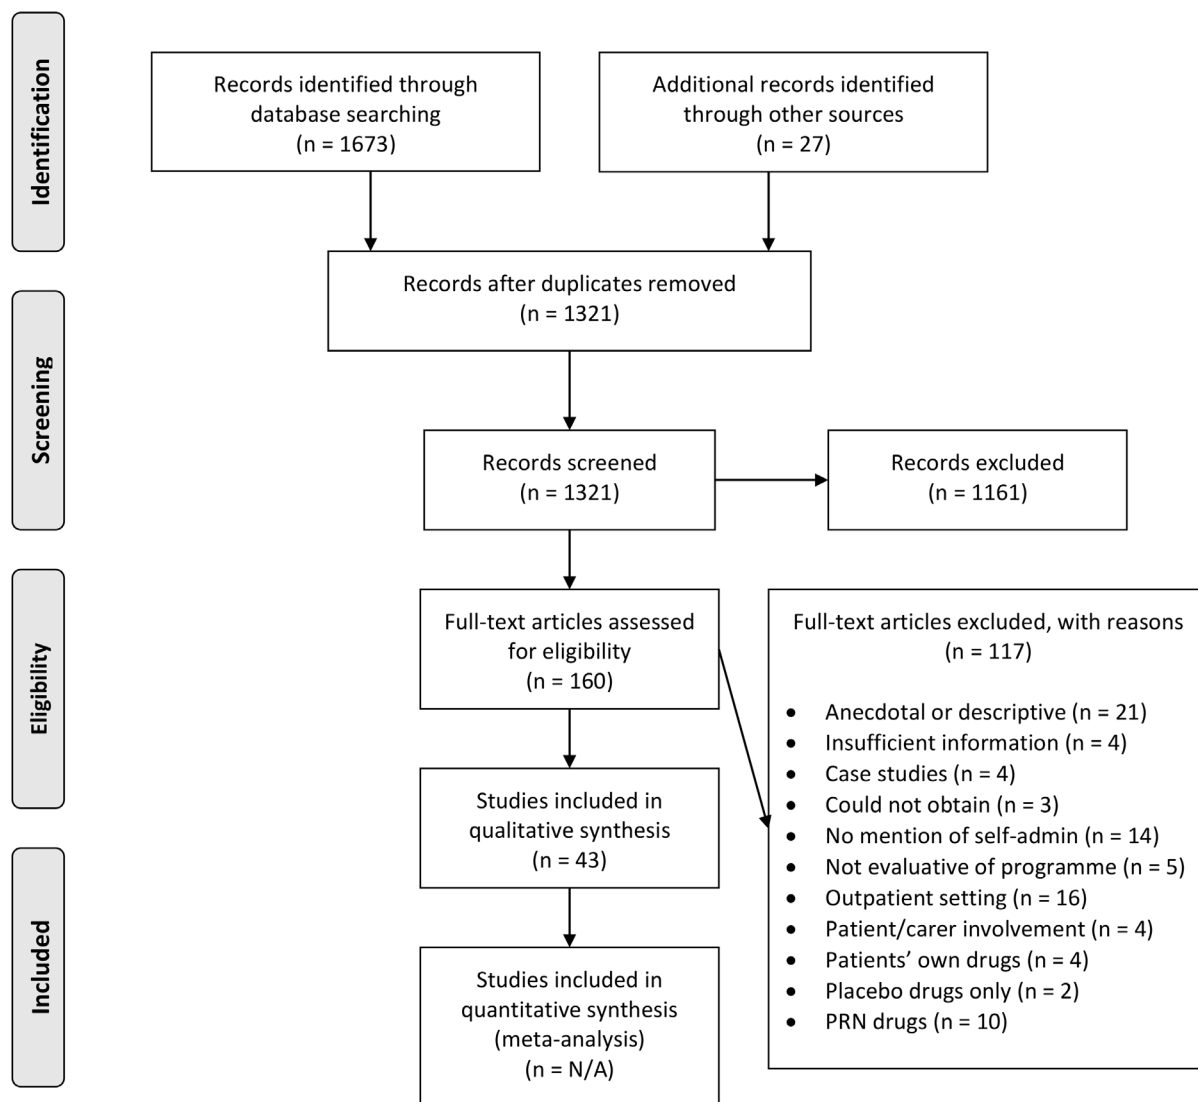 Identification
Records identified through
database searching
(n = 1673)
Additional records identified
through other sources
(n = 27)
Records after duplicates removed
(n = 1321)
Screening
Records screened
(n = 1321)
Records excluded
(n = 1161)
Eligibility
Full-text articles assessed
for eligibility
(n = 160)
Full-text articles excluded, with reasons
(n = 117)
• Anecdotal or descriptive (n = 21)
• Insufficient information (n = 4)
• Case studies (n = 4)
• Could not obtain (n = 3)
• No mention of self-admin (n = 14)
• Not evaluative of programme (n = 5)
• Outpatient setting (n = 16)
• Patient/carer involvement (n = 4)
• Patients’ own drugs (n = 4)
• Placebo drugs only (n = 2)
• PRN drugs (n = 10)
Studies included in
qualitative synthesis
(n = 43)
Included
Studies included in
quantitative synthesis
(meta-analysis)
(n = N/A)